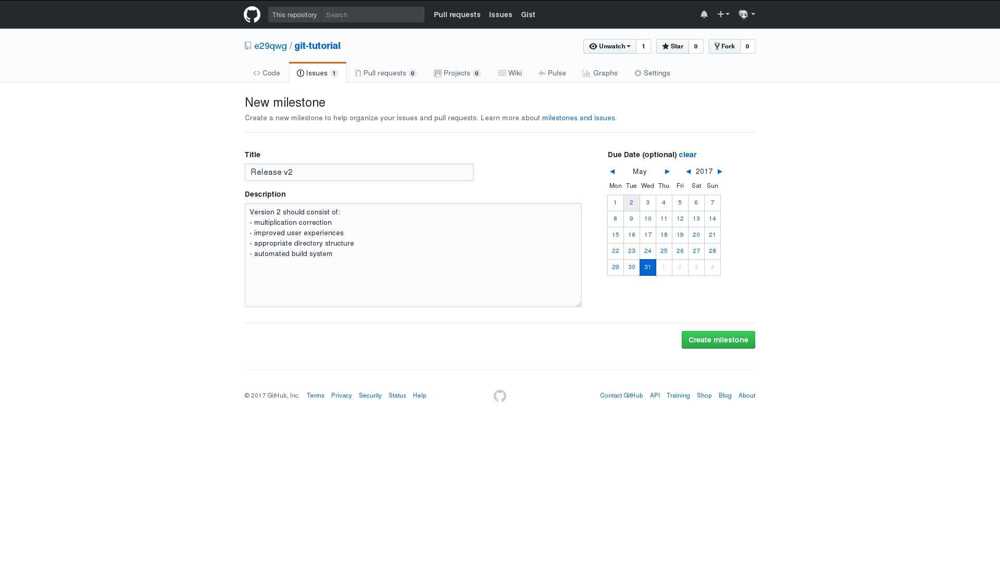 This repository Search Pull requests Issues Gist
e29qwg / git-tutorial Unwatch 1 Star 0 Fork 0
Code Issues 1 Pull requests 0 Projects 0 Wiki Pulse Graphs Settings
New milestone
Create a new milestone to help organize your issues and pull requests. Learn more about milestones and issues.
Title
Release v2
Description
Version 2 should consist of:
- multiplication correction
- improved user experiences
- appropriate directory structure
- automated build system
Due Date (optional) clear
◀ May ▶ ◀ 2017 ▶
Mon Tue Wed Thu Fri Sat Sun
1 2 3 4 5 6 7
8 9 10 11 12 13 14
15 16 17 18 19 20 21
22 23 24 25 26 27 28
29 30 31 1 2 3 4
Create milestone
© 2017 GitHub, Inc. Terms Privacy Security Status Help Contact GitHub API Training Shop Blog About